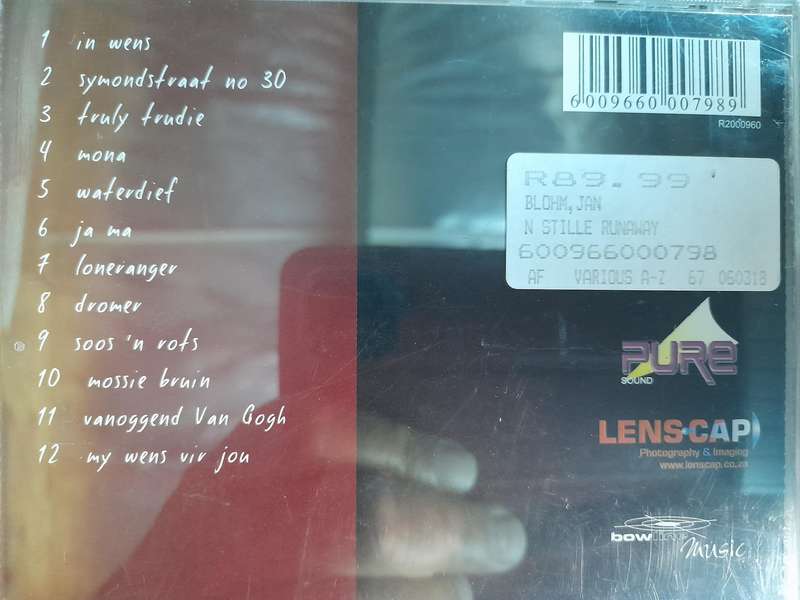 1 in wens
2 symondstraat no 30
3 truly trudie
4 mona
5 waterdief
6 ja ma
7 loneranger
8 dromer
9 soos 'n rots
10 mossie bruin
11 vanoggend Van Gogh
12 my wens vir jou
6009660007989
R2000960
R89.99
BLOHM,JAN
N STILLE RUNAWAY
600966000798
AF VARIOUS A-Z 67 060318
PURE
SOUND
LENS-CAP
Photography & Imaging
www.lenscap.co.za
bowline
music